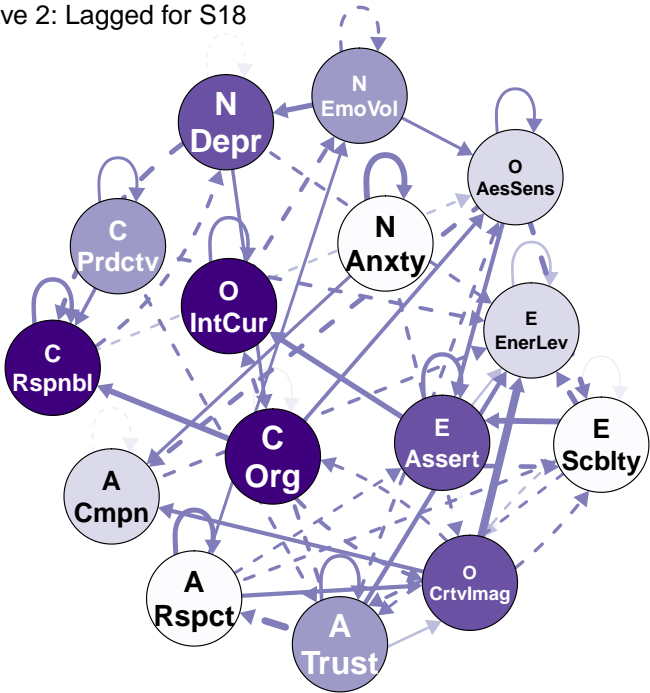 ve 2: Lagged for S18
N
EmoVol
N
Depr
O
AesSens
C
Prdctv
N
Anxty
O
IntCur
E
EnerLev
C
Rspnbl
E
Assert
E
Scblty
C
Org
A
Cmpn
O
CrtvImag
A
Rspct
A
Trust